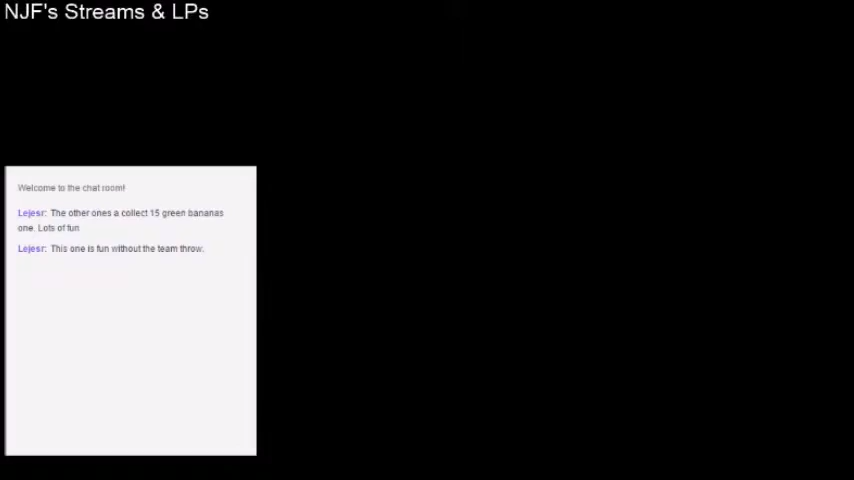 NJF's Streams & LPs
Welcome to the chat room!
Lejesr: The other ones a collect 15 green bananas
one. Lots of fun
Lejesr: This one is fun without the team throw.